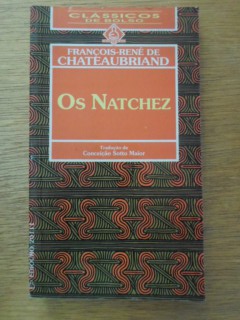 CLÁSSICOS
DE BOLSO
FRANÇOIS-RENÉ DE
CHATEAUBRIAND
OS NATCHEZ
Tradução de
Conceição Sotto Maior